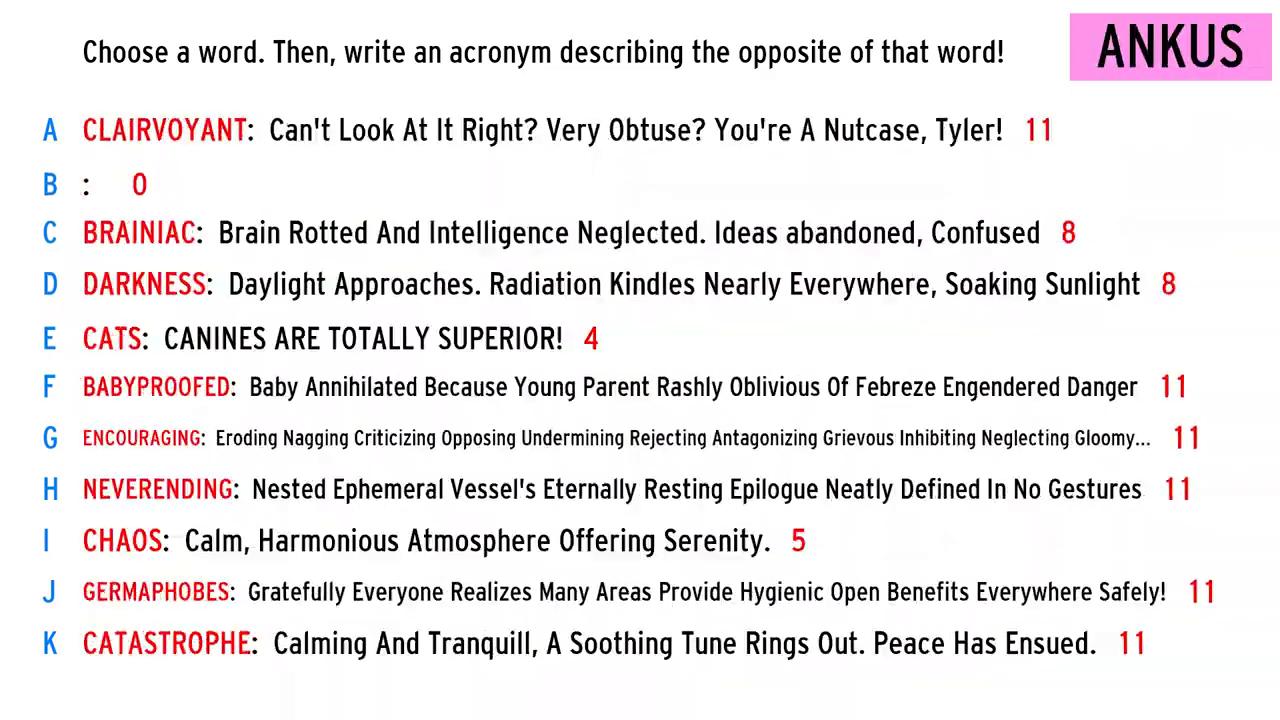 Choose a word. Then, write an acronym describing the opposite of that word!
ANKUS
A CLAIRVOYANT: Can't Look At It Right? Very Obtuse? You're A Nutcase, Tyler! 11
B : 0
C BRAINIAC: Brain Rotted And Intelligence Neglected. Ideas abandoned, Confused 8
D DARKNESS: Daylight Approaches. Radiation Kindles Nearly Everywhere, Soaking Sunlight 8
E CATS: CANINES ARE TOTALLY SUPERIOR! 4
F BABYPROOFED: Baby Annihilated Because Young Parent Rashly Oblivious Of Febreze Engendered Danger 11
G ENCOURAGING: Eroding Nagging Criticizing Opposing Undermining Rejecting Antagonizing Grievous Inhibiting Neglecting Gloomy... 11
H NEVERENDING: Nested Ephemeral Vessel's Eternally Resting Epilogue Neatly Defined In No Gestures 11
I CHAOS: Calm, Harmonious Atmosphere Offering Serenity. 5
J GERMAPHOBES: Gratefully Everyone Realizes Many Areas Provide Hygienic Open Benefits Everywhere Safely! 11
K CATASTROPHE: Calming And Tranquill, A Soothing Tune Rings Out. Peace Has Ensued. 11